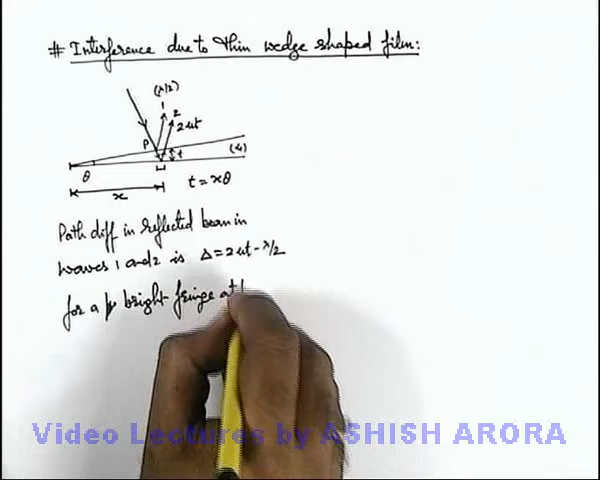 # Interference due to thin wedge shaped film:
(λ/2)
1 2
2μt
P t (μ)
θ
x t = xθ
Path diff in reflected beam in
waves 1 and 2 is Δ = 2μt - λ/2
for a bright fringe at
Video Lectures by ASHISH ARORA